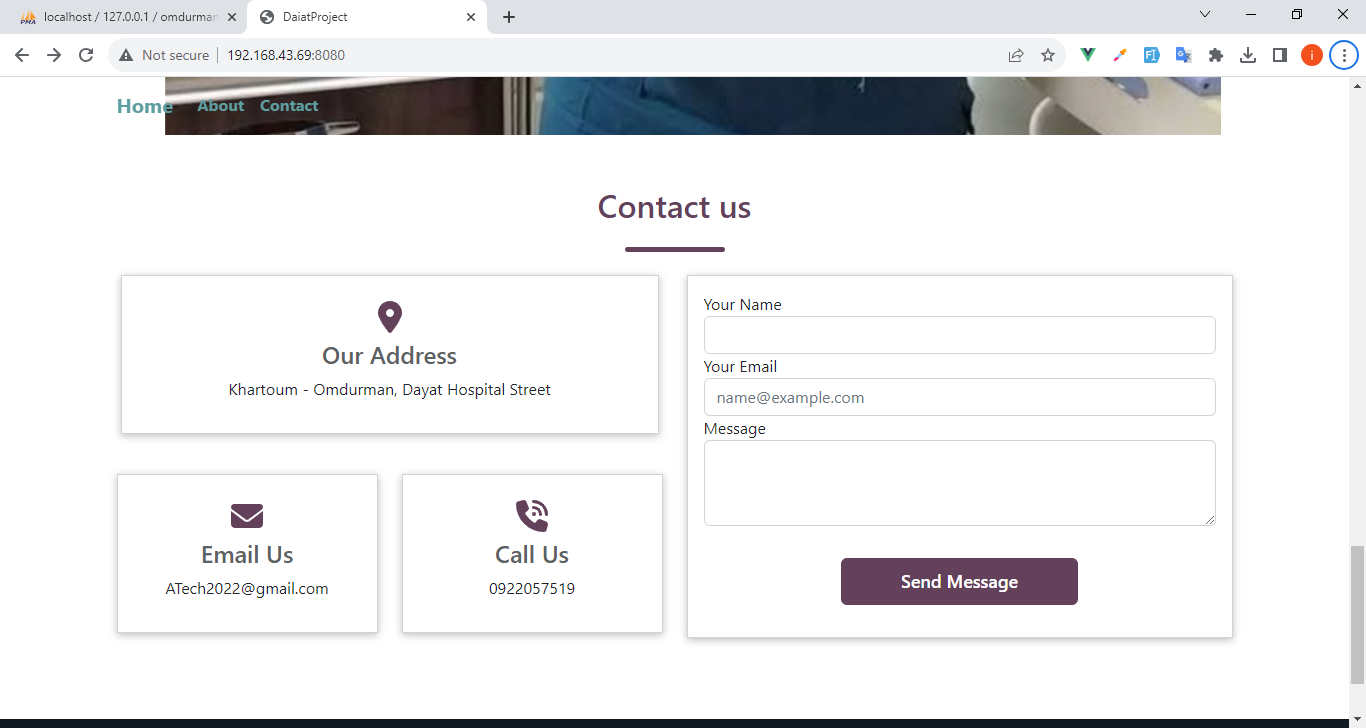 localhost / 127.0.0.1 / omdurman
DaiatProject
Not secure
192.168.43.69:8080
Home About Contact
Contact us
Our Address
Khartoum - Omdurman, Dayat Hospital Street
Email Us
ATech2022@gmail.com
Call Us
0922057519
Your Name
Your Email
name@example.com
Message
Send Message